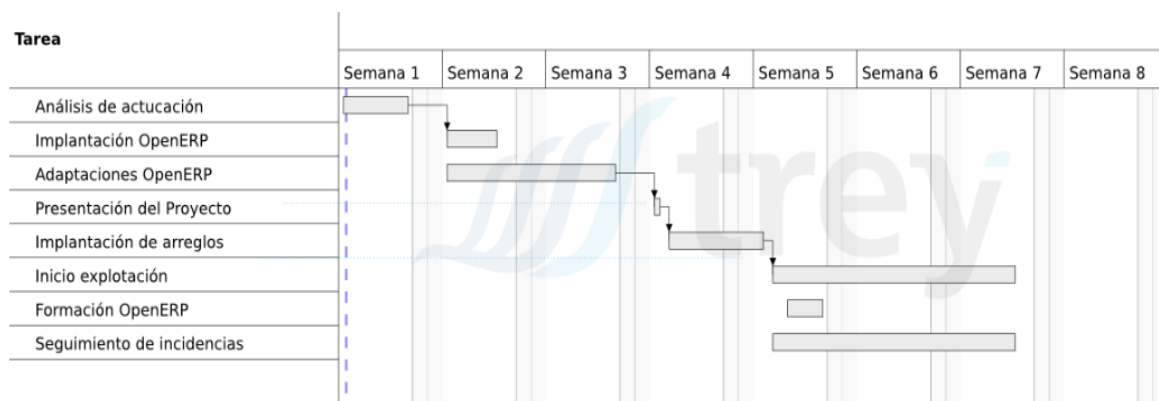 Tarea
Semana 1 Semana 2 Semana 3 Semana 4 Semana 5 Semana 6 Semana 7 Semana 8
Análisis de actucación
Implantación OpenERP
Adaptaciones OpenERP
Presentación del Proyecto
Implantación de arreglos
Inicio explotación
Formación OpenERP
Seguimiento de incidencias
trey